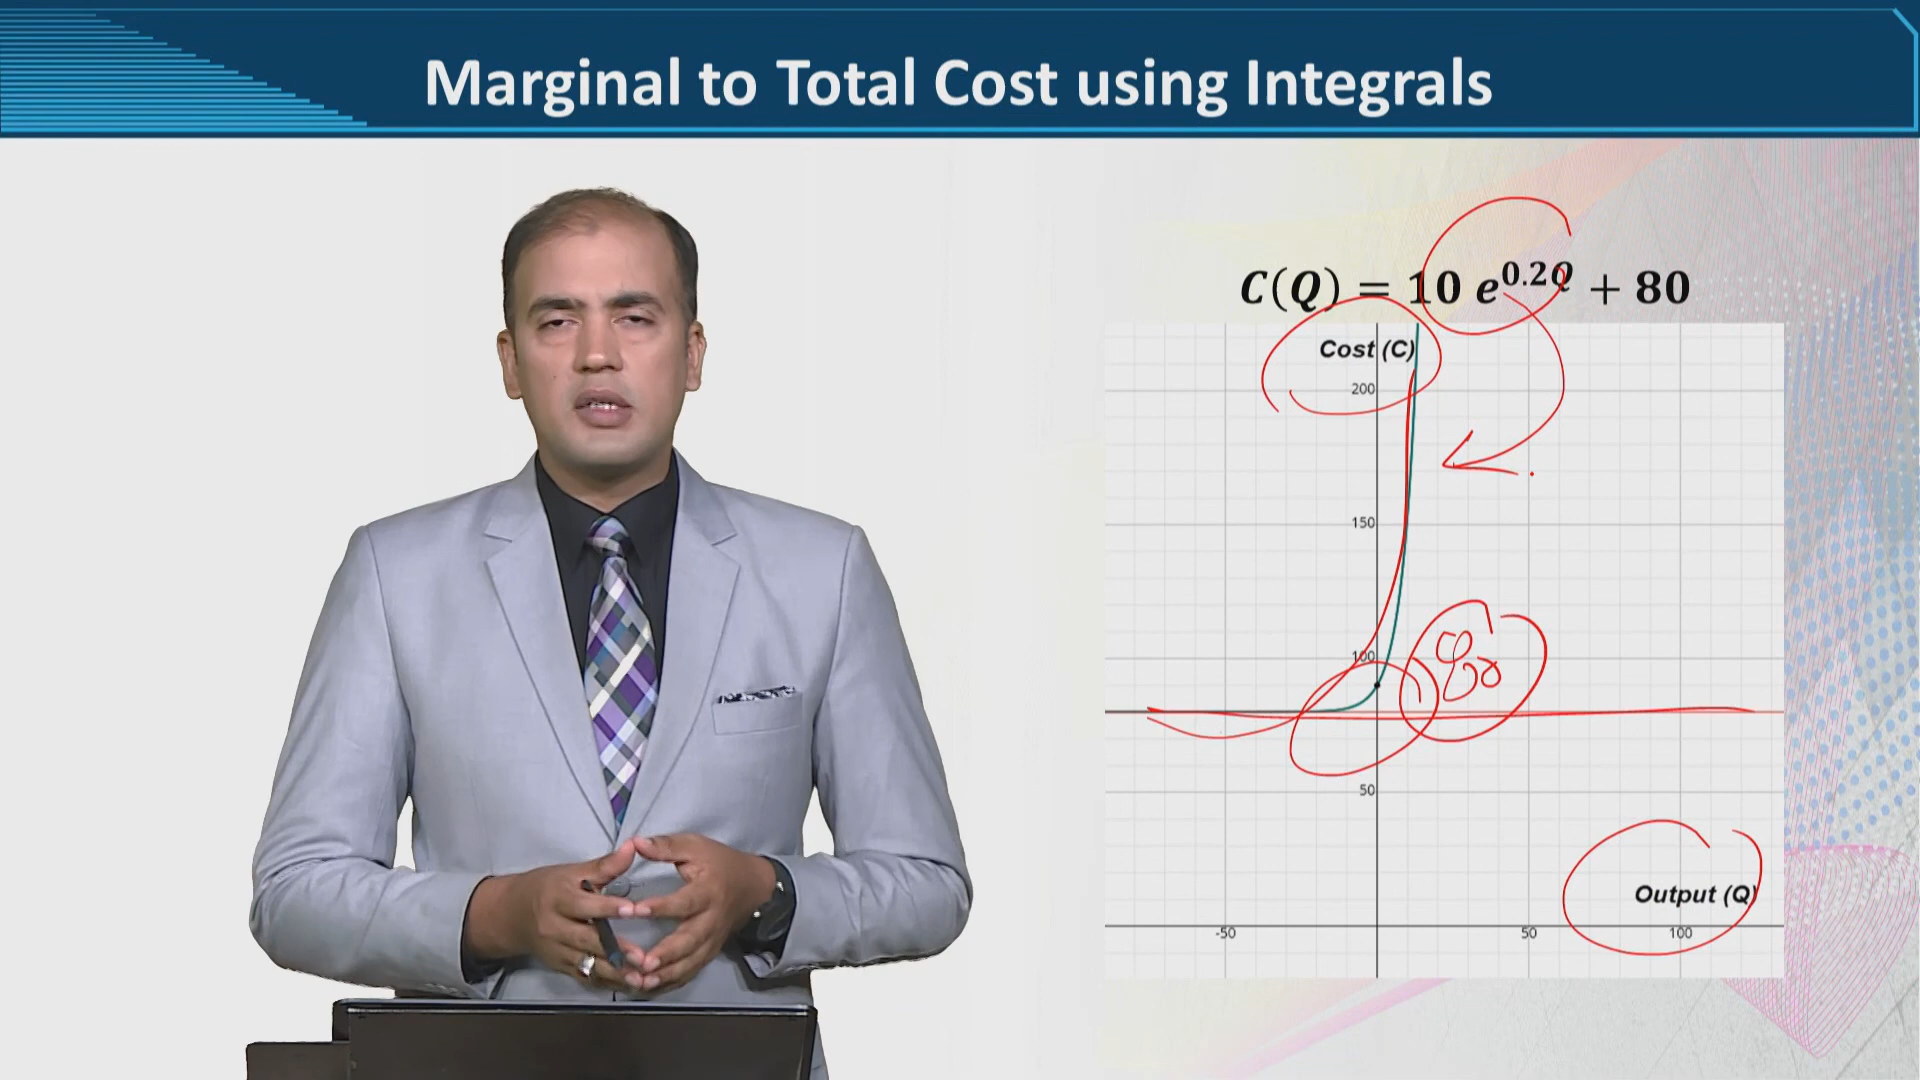 Marginal to Total Cost using Integrals
C(Q) = 10 e^0.2Q + 80
Cost (C)
200
150
100
80
50
Output (Q)
-50 50 100